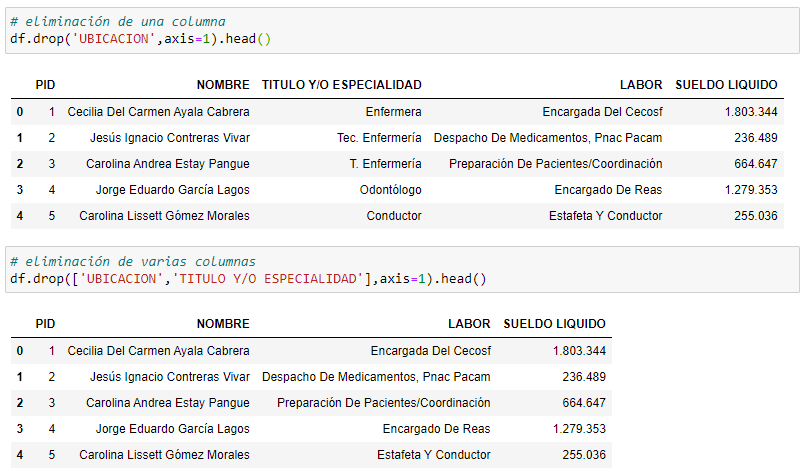 # eliminación de una columna
df.drop('UBICACION',axis=1).head()
PID NOMBRE TITULO Y/O ESPECIALIDAD LABOR SUELDO LIQUIDO
0 1 Cecilia Del Carmen Ayala Cabrera Enfermera Encargada Del Cecosf 1.803.344
1 2 Jesús Ignacio Contreras Vivar Tec. Enfermería Despacho De Medicamentos, Pnac Pacam 236.489
2 3 Carolina Andrea Estay Pangue T. Enfermería Preparación De Pacientes/Coordinación 664.647
3 4 Jorge Eduardo García Lagos Odontólogo Encargado De Reas 1.279.353
4 5 Carolina Lissett Gómez Morales Conductor Estafeta Y Conductor 255.036
# eliminación de varias columnas
df.drop(['UBICACION','TITULO Y/O ESPECIALIDAD'],axis=1).head()
PID NOMBRE LABOR SUELDO LIQUIDO
0 1 Cecilia Del Carmen Ayala Cabrera Encargada Del Cecosf 1.803.344
1 2 Jesús Ignacio Contreras Vivar Despacho De Medicamentos, Pnac Pacam 236.489
2 3 Carolina Andrea Estay Pangue Preparación De Pacientes/Coordinación 664.647
3 4 Jorge Eduardo García Lagos Encargado De Reas 1.279.353
4 5 Carolina Lissett Gómez Morales Estafeta Y Conductor 255.036